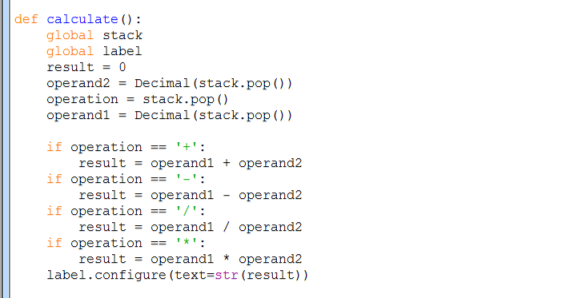 def calculate():
    global stack
    global label
    result = 0
    operand2 = Decimal(stack.pop())
    operation = stack.pop()
    operand1 = Decimal(stack.pop())

    if operation == '+':
        result = operand1 + operand2
    if operation == '-':
        result = operand1 - operand2
    if operation == '/':
        result = operand1 / operand2
    if operation == '*':
        result = operand1 * operand2
    label.configure(text=str(result))